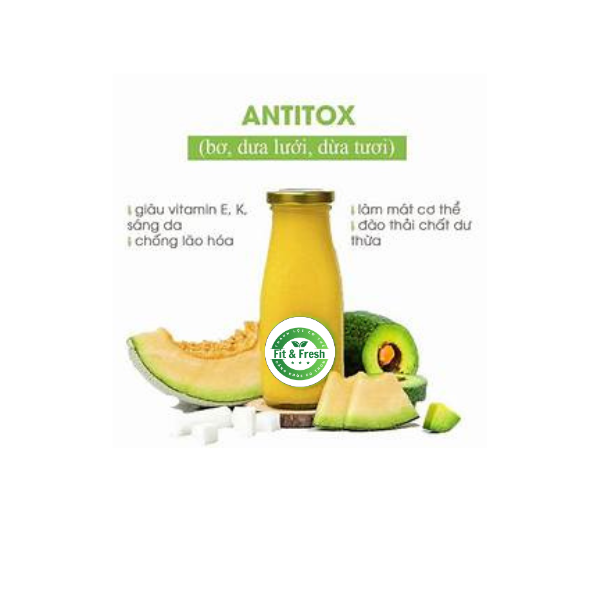 ANTITOX
(bơ, dưa lưới, dừa tươi)
giàu vitamin E, K,
sáng da
chống lão hóa
làm mát cơ thể
đào thải chất dư
thừa
Fit & Fresh